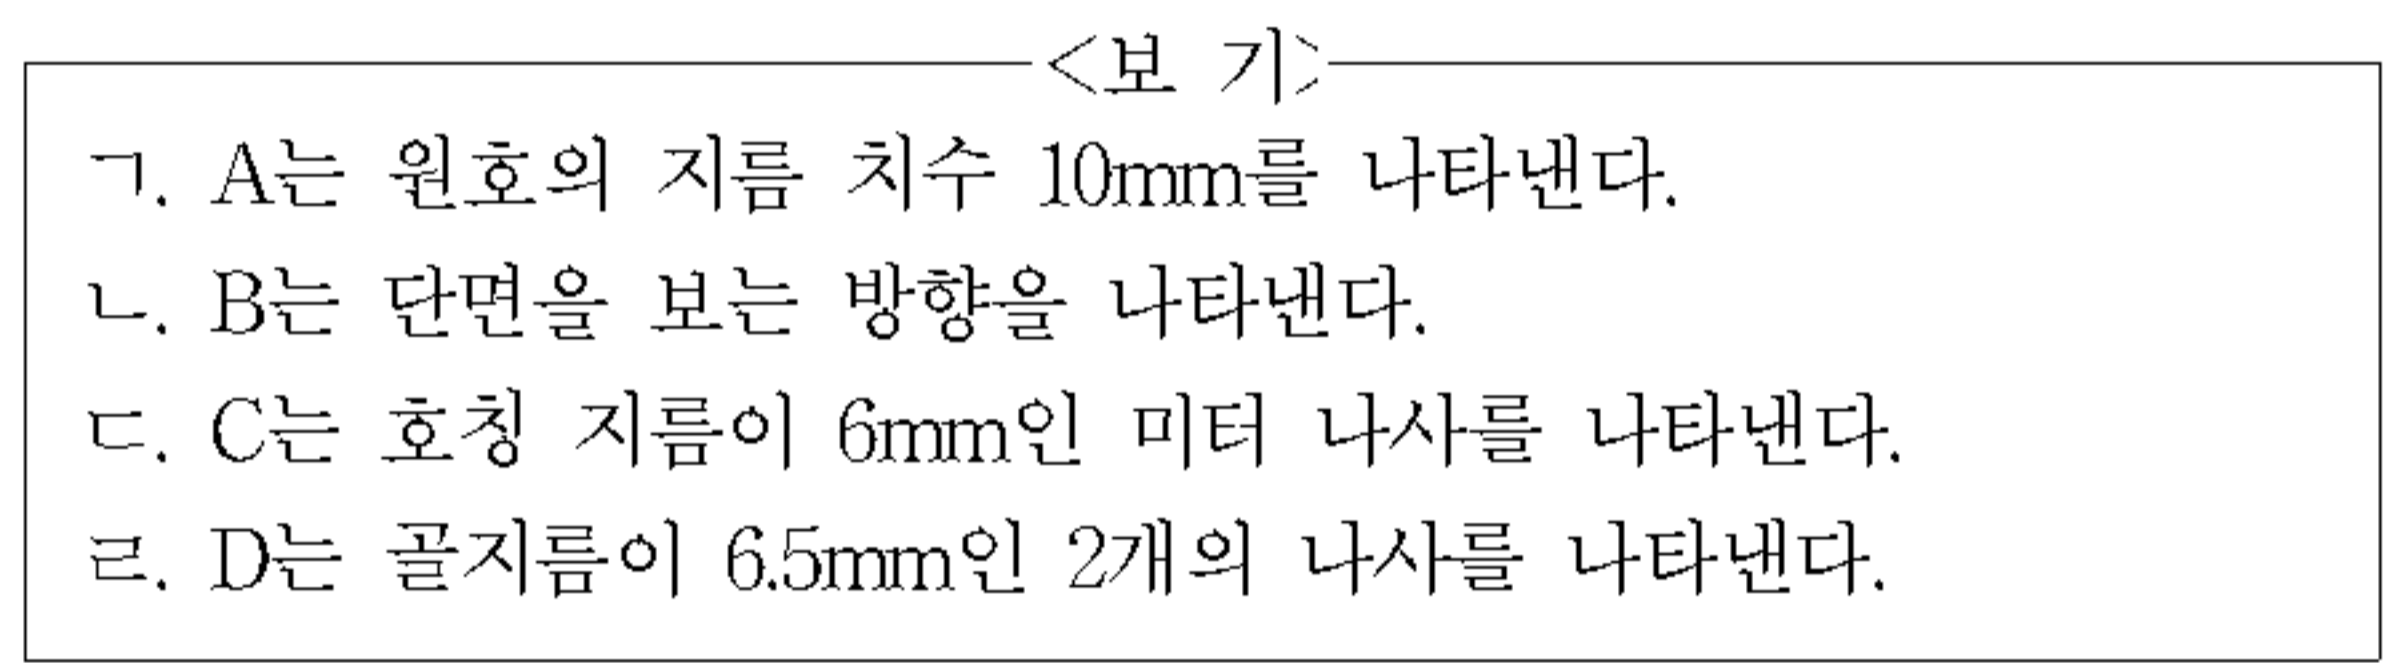 <보 기>
ㄱ. A는 원호의 지름 치수 10mm를 나타낸다.
ㄴ. B는 단면을 보는 방향을 나타낸다.
ㄷ. C는 호칭 지름이 6mm인 미터 나사를 나타낸다.
ㄹ. D는 골지름이 6.5mm인 2개의 나사를 나타낸다.